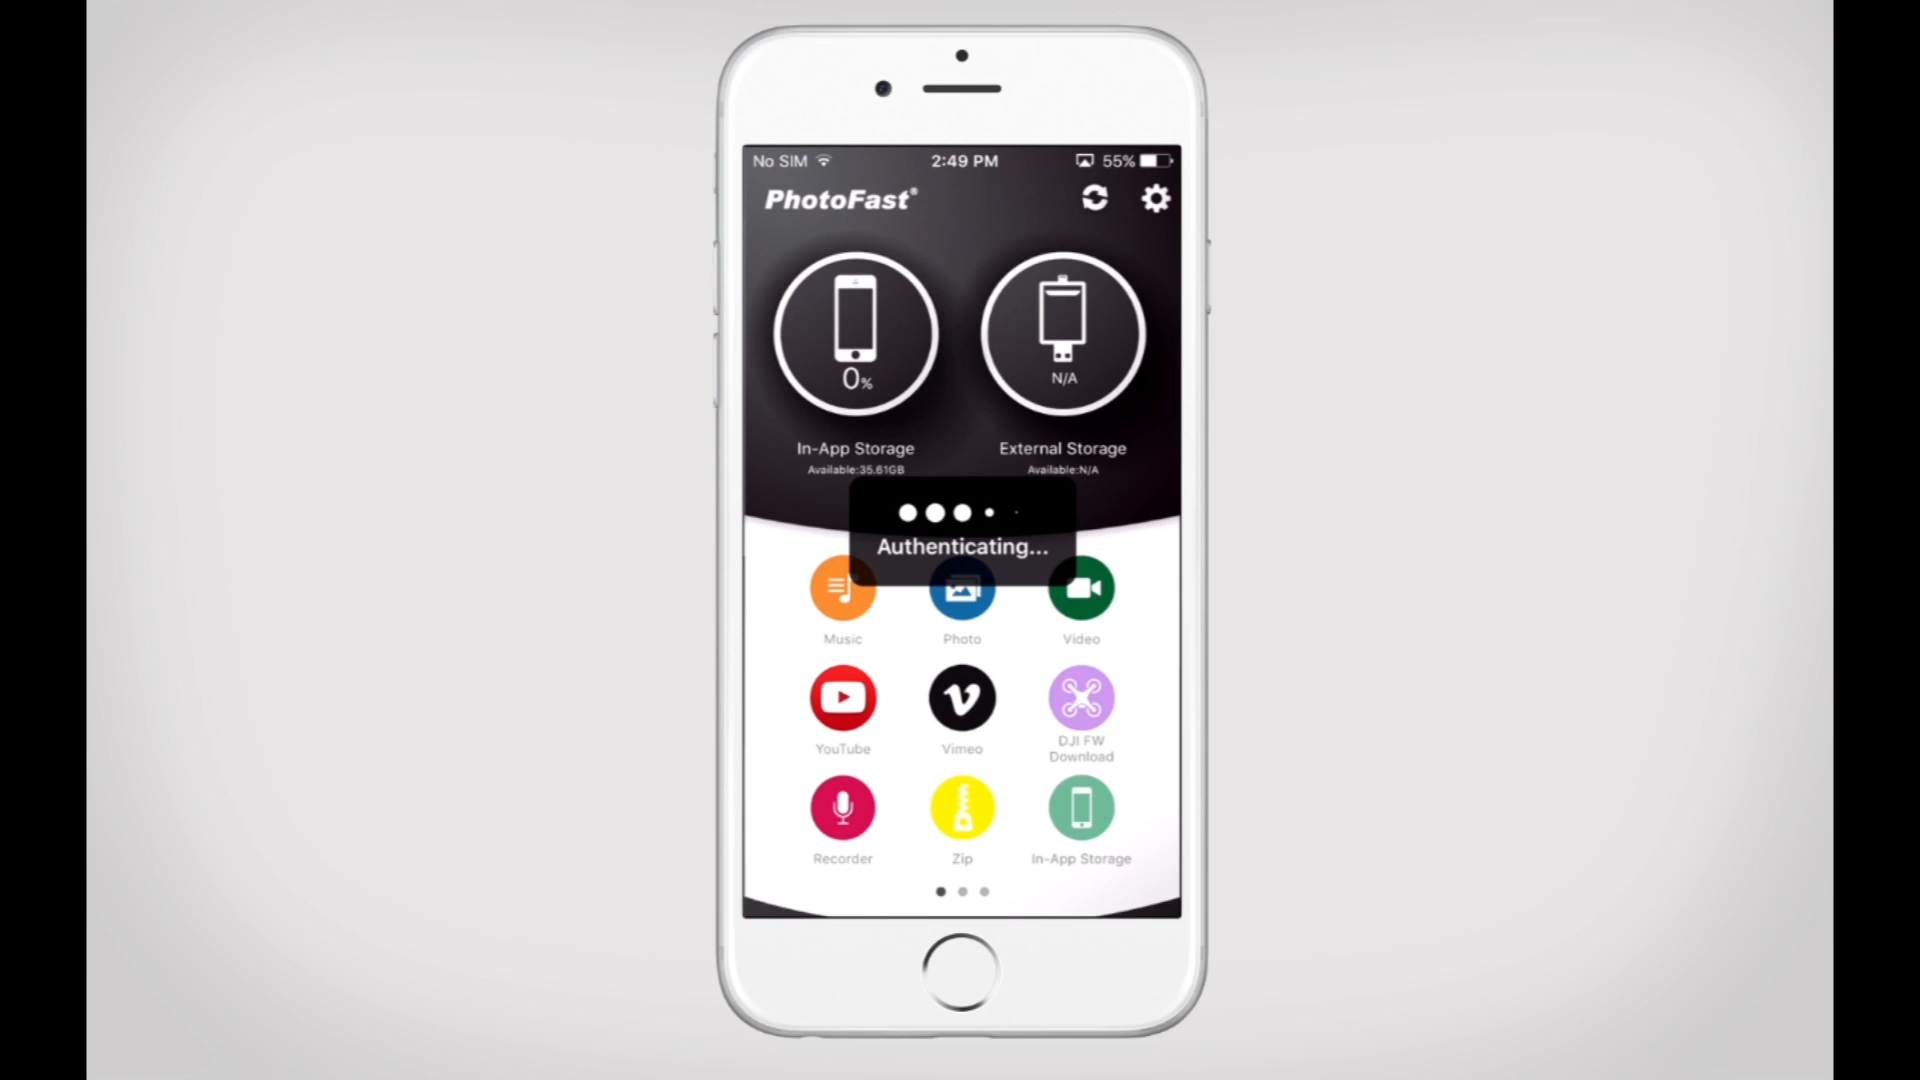 No SIM 2:49 PM 55%
PhotoFast®
0% N/A
In-App Storage External Storage
Available:35.61GB Available:N/A
Authenticating...
Music Photo Video
YouTube Vimeo DJI FW Download
Recorder Zip In-App Storage